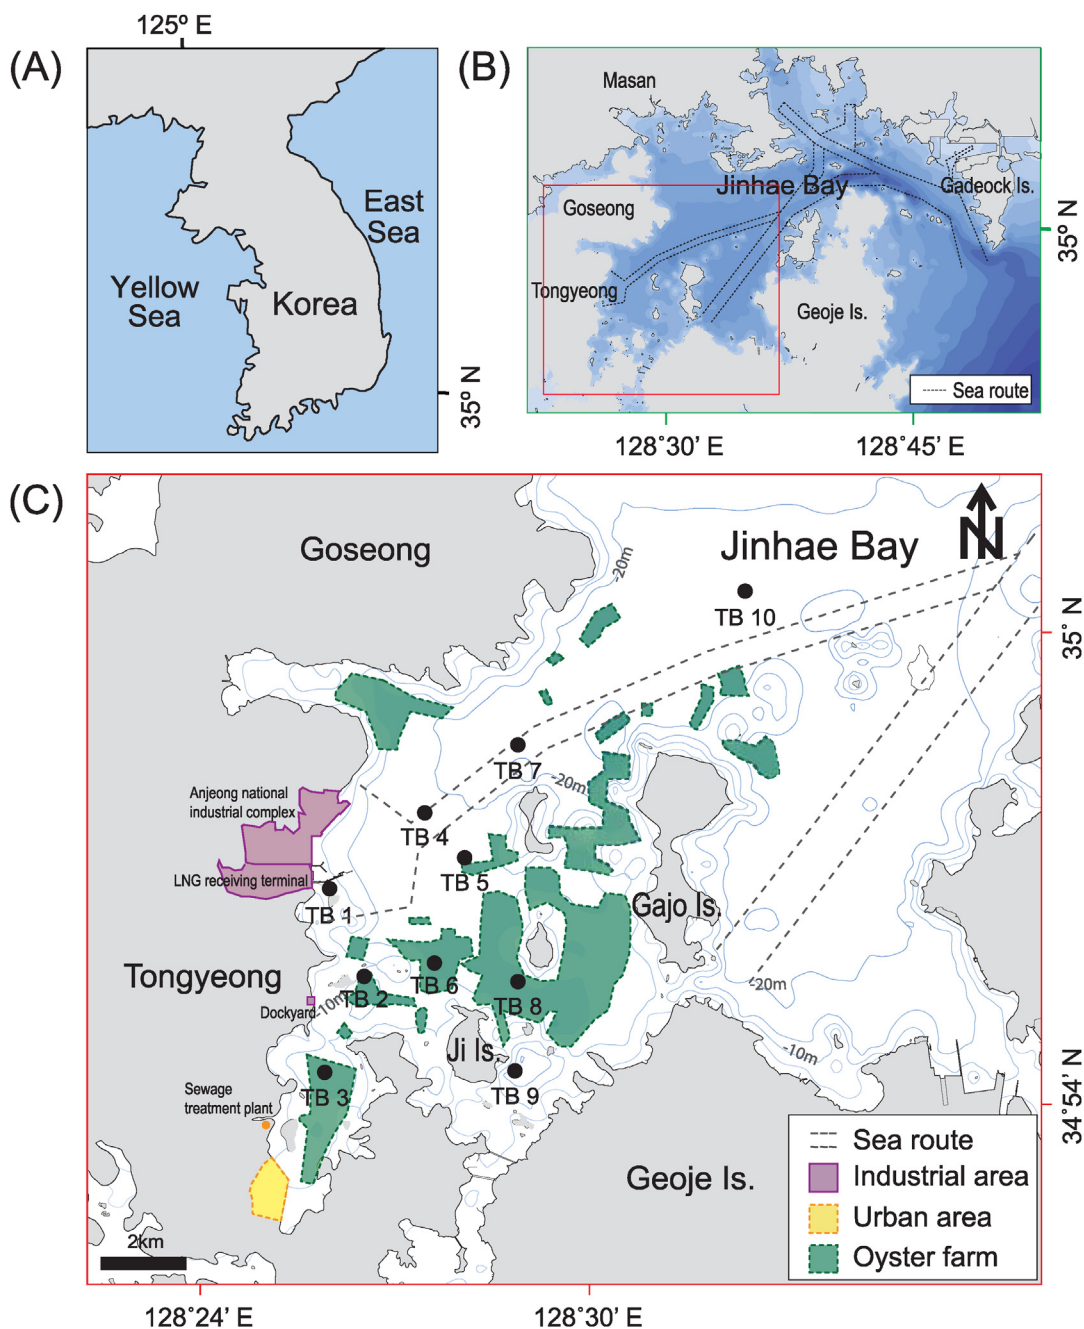 125º E
(A)
East
Sea
Yellow
Sea
Korea
35º N
(B)
Masan
Jinhae Bay
Gadeock Is.
Goseong
Tongyeong
Geoje Is.
Sea route
35º N
128˚30’ E
128˚45’ E
(C)
Goseong
-20m
Jinhae Bay
N
TB 10
35˚ N
TB 7
-20m
Anjeong national
industrial complex
TB 4
TB 5
LNG receiving terminal
TB 1
Gajo Is.
Tongyeong
TB 6
TB 2
TB 8
-20m
Dockyard
-10m
Ji Is.
-10m
Sewage
treatment plant
TB 3
TB 9
34˚54’ N
Geoje Is.
Sea route
Industrial area
Urban area
Oyster farm
2km
128˚24’ E
128˚30’ E